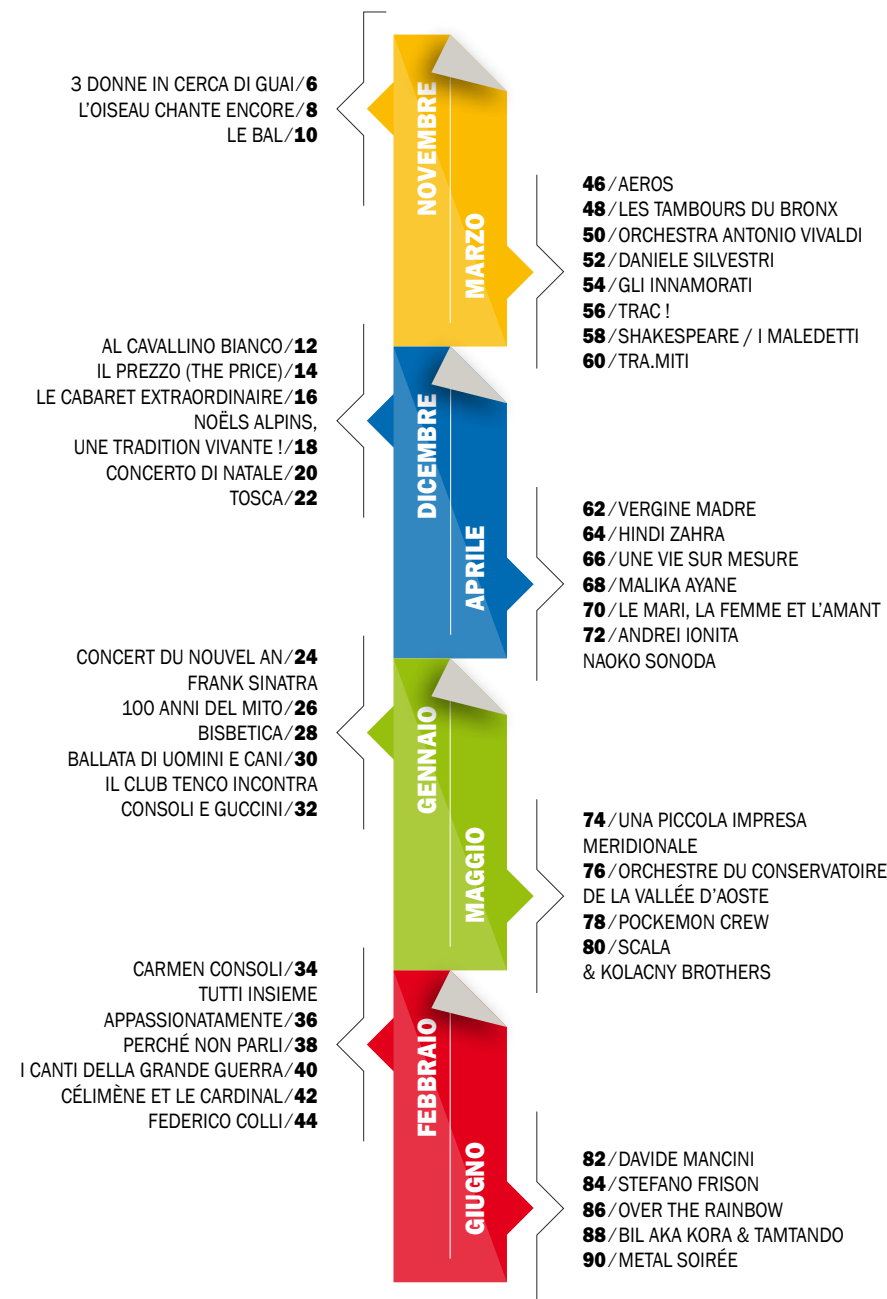 NOVEMBRE
3 DONNE IN CERCA DI GUAI/6
L'OISEAU CHANTE ENCORE/8
LE BAL/10
DICEMBRE
AL CAVALLINO BIANCO/12
IL PREZZO (THE PRICE)/14
LE CABARET EXTRAORDINAIRE/16
NOËLS ALPINS,
UNE TRADITION VIVANTE !/18
CONCERTO DI NATALE/20
TOSCA/22
GENNAIO
CONCERT DU NOUVEL AN/24
FRANK SINATRA
100 ANNI DEL MITO/26
BISBETICA/28
BALLATA DI UOMINI E CANI/30
IL CLUB TENCO INCONTRA
CONSOLI E GUCCINI/32
FEBBRAIO
CARMEN CONSOLI/34
TUTTI INSIEME
APPASSIONATAMENTE/36
PERCHÉ NON PARLI/38
I CANTI DELLA GRANDE GUERRA/40
CÉLIMÈNE ET LE CARDINAL/42
FEDERICO COLLI/44
MARZO
46/AEROS
48/LES TAMBOURS DU BRONX
50/ORCHESTRA ANTONIO VIVALDI
52/DANIELE SILVESTRI
54/GLI INNAMORATI
56/TRAC !
58/SHAKESPEARE / I MALEDETTI
60/TRA.MITI
APRILE
62/VERGINE MADRE
64/HINDI ZAHRA
66/UNE VIE SUR MESURE
68/MALIKA AYANE
70/LE MARI, LA FEMME ET L'AMANT
72/ANDREI IONITA
NAOKO SONODA
MAGGIO
74/UNA PICCOLA IMPRESA
MERIDIONALE
76/ORCHESTRE DU CONSERVATOIRE
DE LA VALLÉE D'AOSTE
78/POCKEMON CREW
80/SCALA
& KOLACNY BROTHERS
GIUGNO
82/DAVIDE MANCINI
84/STEFANO FRISON
86/OVER THE RAINBOW
88/BIL AKA KORA & TAMTANDO
90/METAL SOIRÉE